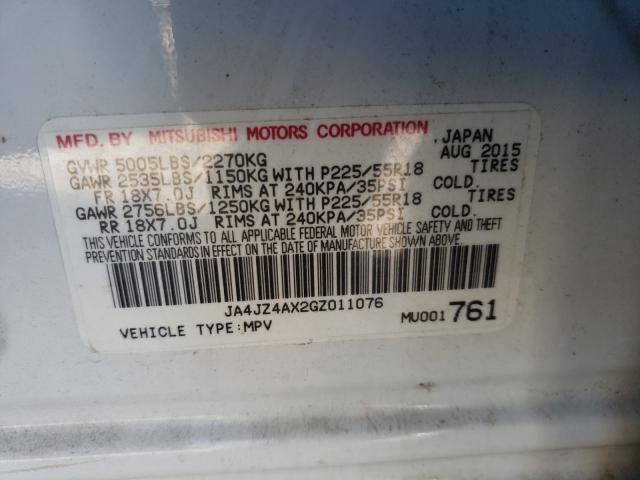 MFD. BY MITSUBISHI MOTORS CORPORATION, JAPAN
GVWR 5005LBS/2270KG AUG 2015
GAWR 2535LBS/1150KG WITH P225/55R18 TIRES
FR 18X7.0J RIMS AT 240KPA/35PSI COLD.
GAWR 2756LBS/1250KG WITH P225/55R18 TIRES
RR 18X7.0J RIMS AT 240KPA/35PSI COLD.
THIS VEHICLE CONFORMS TO ALL APPLICABLE FEDERAL MOTOR VEHICLE SAFETY AND THEFT
PREVENTION STANDARDS IN EFFECT ON THE DATE OF MANUFACTURE SHOWN ABOVE.
JA4JZ4AX2GZ011076
VEHICLE TYPE:MPV MU001 761